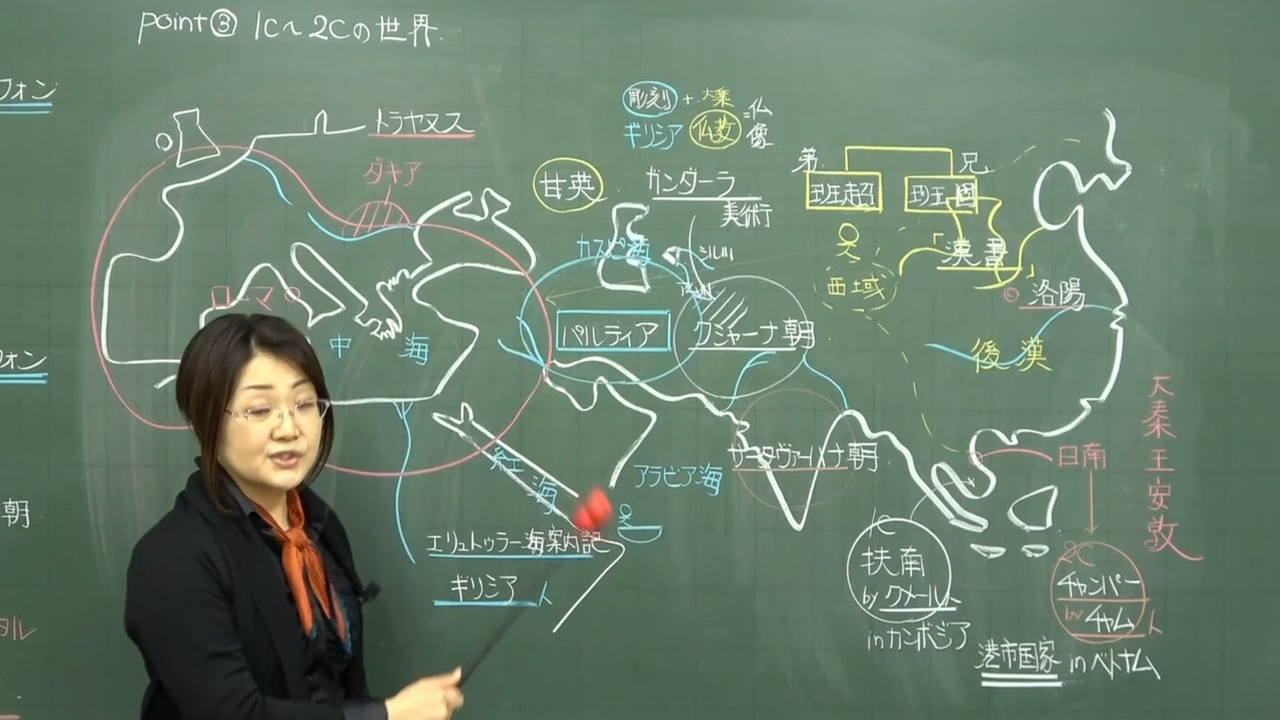 point③ 1C〜2Cの世界
フォン
トラヤヌス
ダキア
彫刻 + 大乗
ギリシア 仏教 = 仏像
甘英
ガンダーラ
美術
弟 兄
班超 班固
「漢書」
西域
カスピ海
洛陽
ローマ
パルティア
クシャーナ朝
中 海
後漢
フォン
大秦王安敦
サータヴァーハナ朝
日南
紅海
アラビア海
朝
エリュトゥラー海案内記
ギリシア人
1C
扶南
by クメール人
in カンボジア
2C
チャンパー
by チャム人
港市国家 in ベトナム